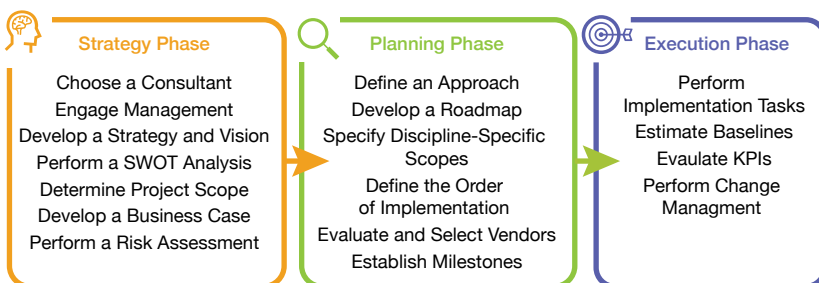 Strategy Phase
Choose a Consultant
Engage Management
Develop a Strategy and Vision
Perform a SWOT Analysis
Determine Project Scope
Develop a Business Case
Perform a Risk Assessment
Planning Phase
Define an Approach
Develop a Roadmap
Specify Discipline-Specific
Scopes
Define the Order
of Implementation
Evaluate and Select Vendors
Establish Milestones
Execution Phase
Perform
Implementation Tasks
Estimate Baselines
Evaulate KPIs
Perform Change
Managment